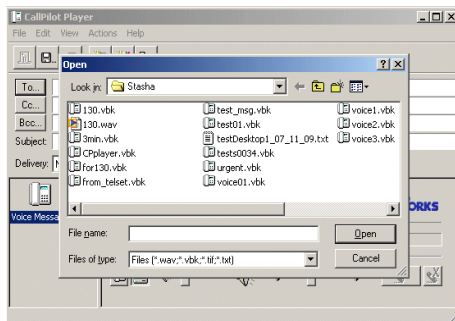 CallPilot Player
File Edit View Actions Help
Open
Look in: Stasha
To...
Cc...
Bcc...
Subject:
Delivery: N
Voice Messa
130.vbk
130.wav
3min.vbk
CPplayer.vbk
for130.vbk
from_telset.vbk
test_msg.vbk
test01.vbk
testDesktop1_07_11_09.txt
tests0034.vbk
urgent.vbk
voice01.vbk
voice1.vbk
voice2.vbk
voice3.vbk
ORKS
File name:
Open
Files of type: Files (*.wav;*.vbk;*.tif;*.txt)
Cancel